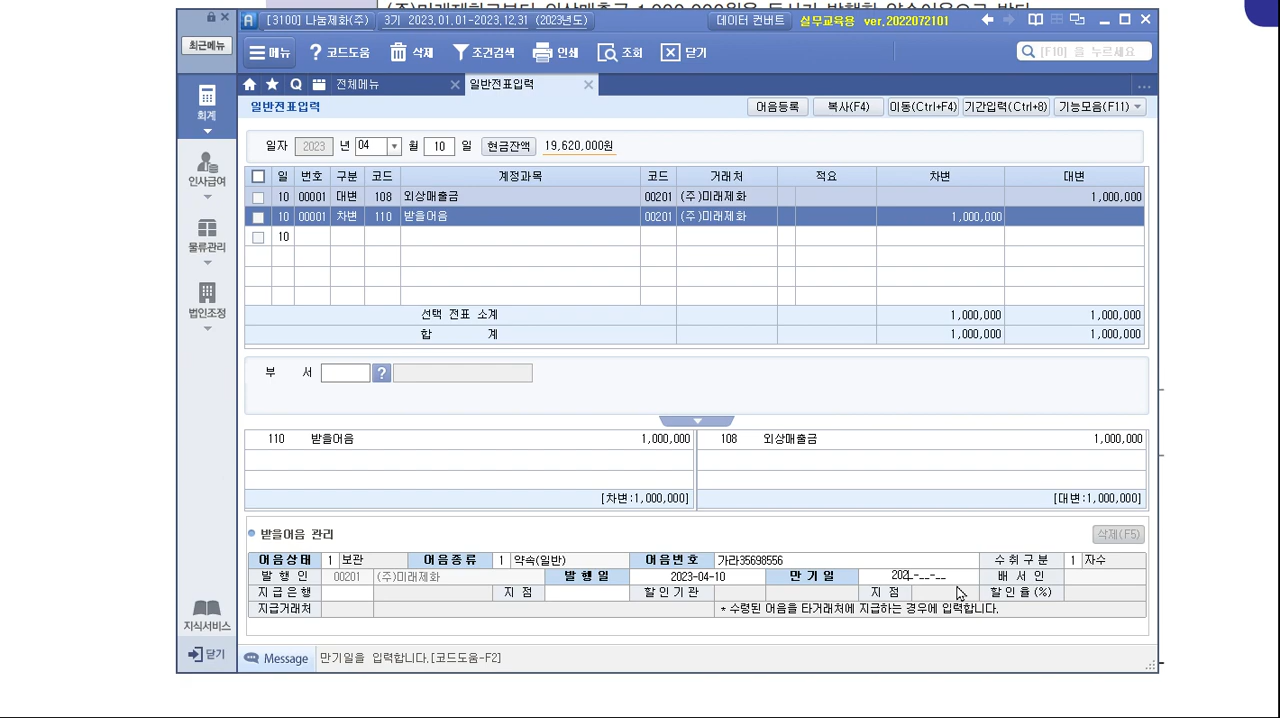 [3100] 나눔제화(주) 3기 2023.01.01-2023.12.31 (2023년도) 데이터 컨버트 실무교육용 ver.2022072101
최근메뉴
메뉴 ? 코드도움 삭제 조건검색 인쇄 조회 닫기 [F10] 을 누르세요
전체메뉴 일반전표입력
일반전표입력 어음등록 복사(F4) 이동(Ctrl+F4) 기간입력(Ctrl+8) 기능모음(F11)
회계
인사급여
물류관리
법인조정
지식서비스
닫기
일자 2023 년 04 월 10 일 현금잔액 19,620,000원
일 번호 구분 코드 계정과목 코드 거래처 적요 차변 대변
10 00001 대변 108 외상매출금 00201 (주)미래제화 1,000,000
10 00001 차변 110 받을어음 00201 (주)미래제화 1,000,000
10
선택 전표 소계 1,000,000 1,000,000
합 계 1,000,000 1,000,000
부 서 ?
110 받을어음 1,000,000 108 외상매출금 1,000,000
[차변:1,000,000] [대변:1,000,000]
받을어음 관리 삭제(F5)
어음상태 1 보관 어음종류 1 약속(일반) 어음번호 가라35698556 수취구분 1 자수
발 행 인 00201 (주)미래제화 발 행 일 2023-04-10 만 기 일 202_-__-__ 배 서 인
지급은행 지 점 할인기관 지 점 할인율(%)
지급거래처 * 수령된 어음을 타거래처에 지급하는 경우에 입력합니다.
Message 만기일을 입력합니다.[코드도움-F2]